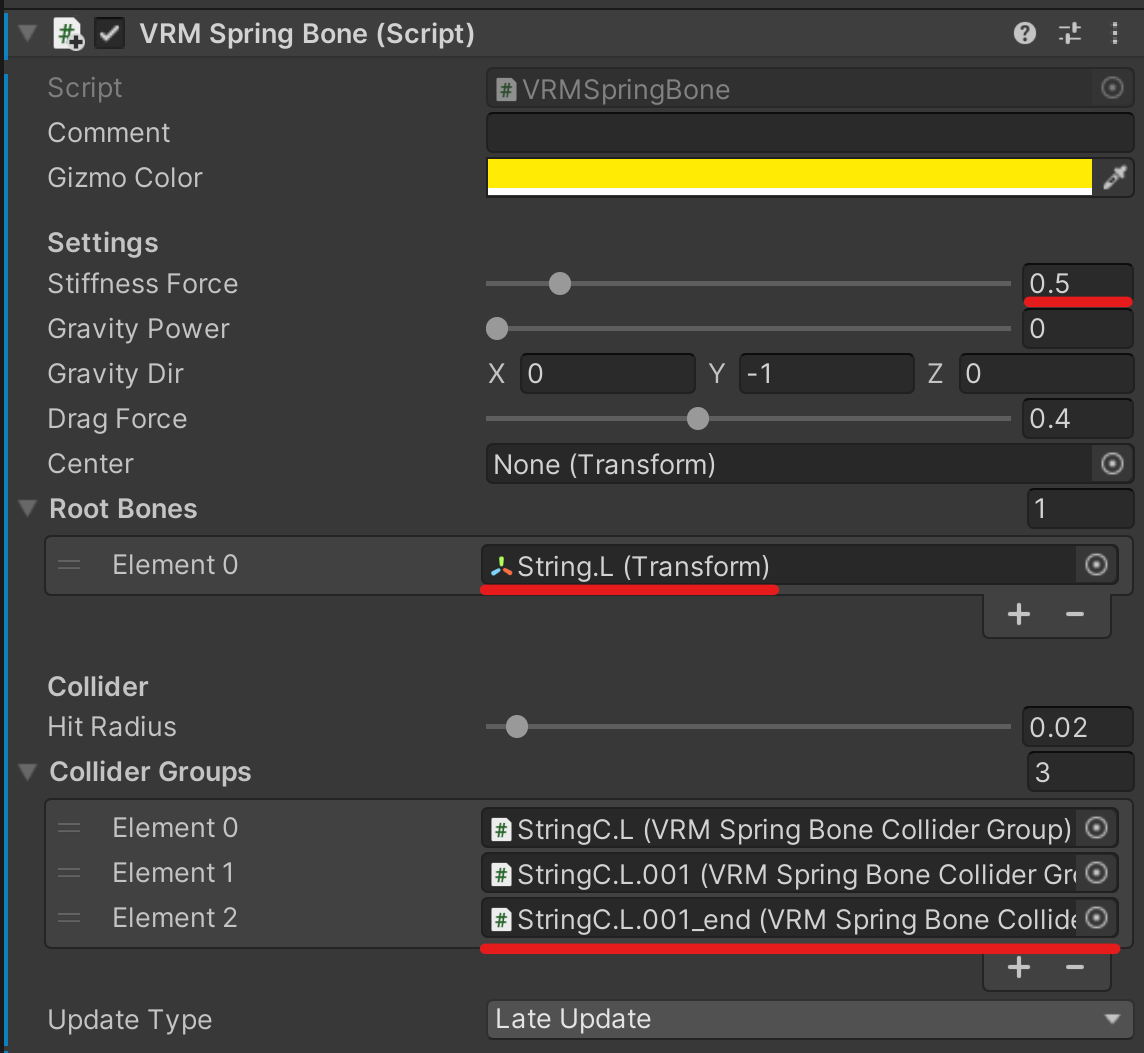 VRM Spring Bone (Script)
Script #VRMSpringBone
Comment
Gizmo Color
Settings
Stiffness Force 0.5
Gravity Power 0
Gravity Dir X 0 Y -1 Z 0
Drag Force 0.4
Center None (Transform)
Root Bones 1
Element 0 String.L (Transform)
Collider
Hit Radius 0.02
Collider Groups 3
Element 0 #StringC.L (VRM Spring Bone Collider Group)
Element 1 #StringC.L.001 (VRM Spring Bone Collider Gr
Element 2 #StringC.L.001_end (VRM Spring Bone Collide
Update Type Late Update